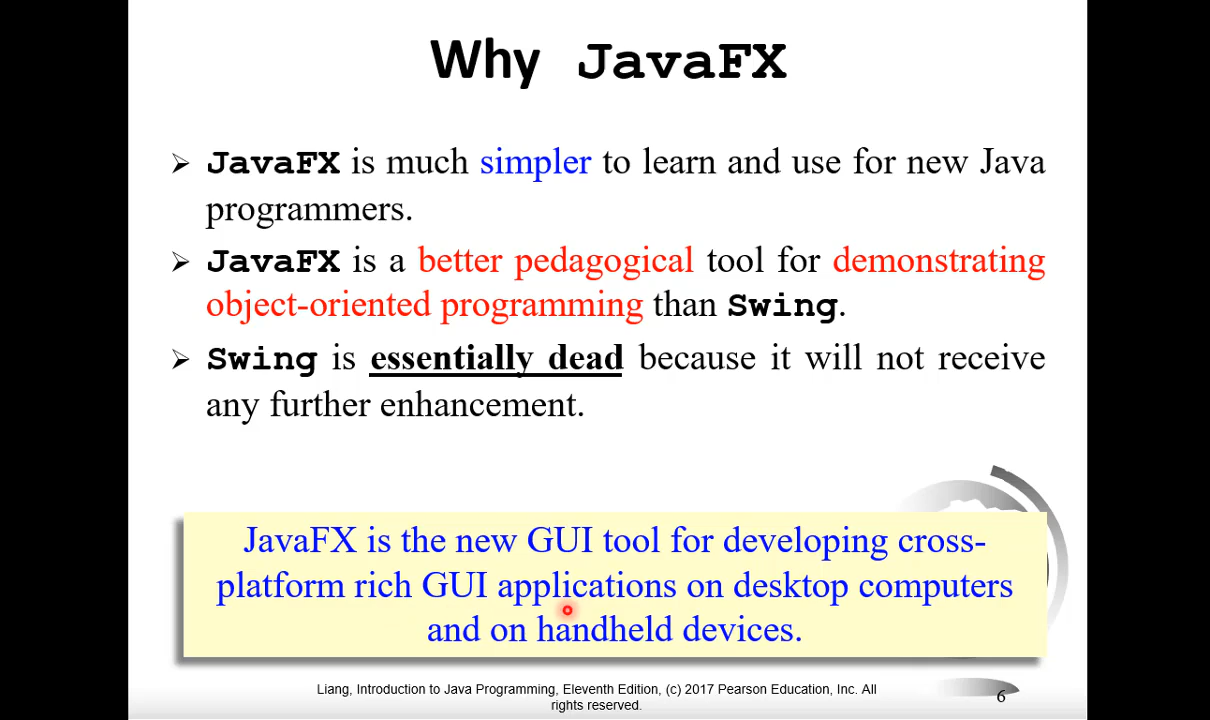 Why JavaFX
JavaFX is much simpler to learn and use for new Java
programmers.
JavaFX is a better pedagogical tool for demonstrating
object-oriented programming than Swing.
Swing is essentially dead because it will not receive
any further enhancement.
JavaFX is the new GUI tool for developing cross-
platform rich GUI applications on desktop computers
and on handheld devices.
Liang, Introduction to Java Programming, Eleventh Edition, (c) 2017 Pearson Education, Inc. All
rights reserved.
6